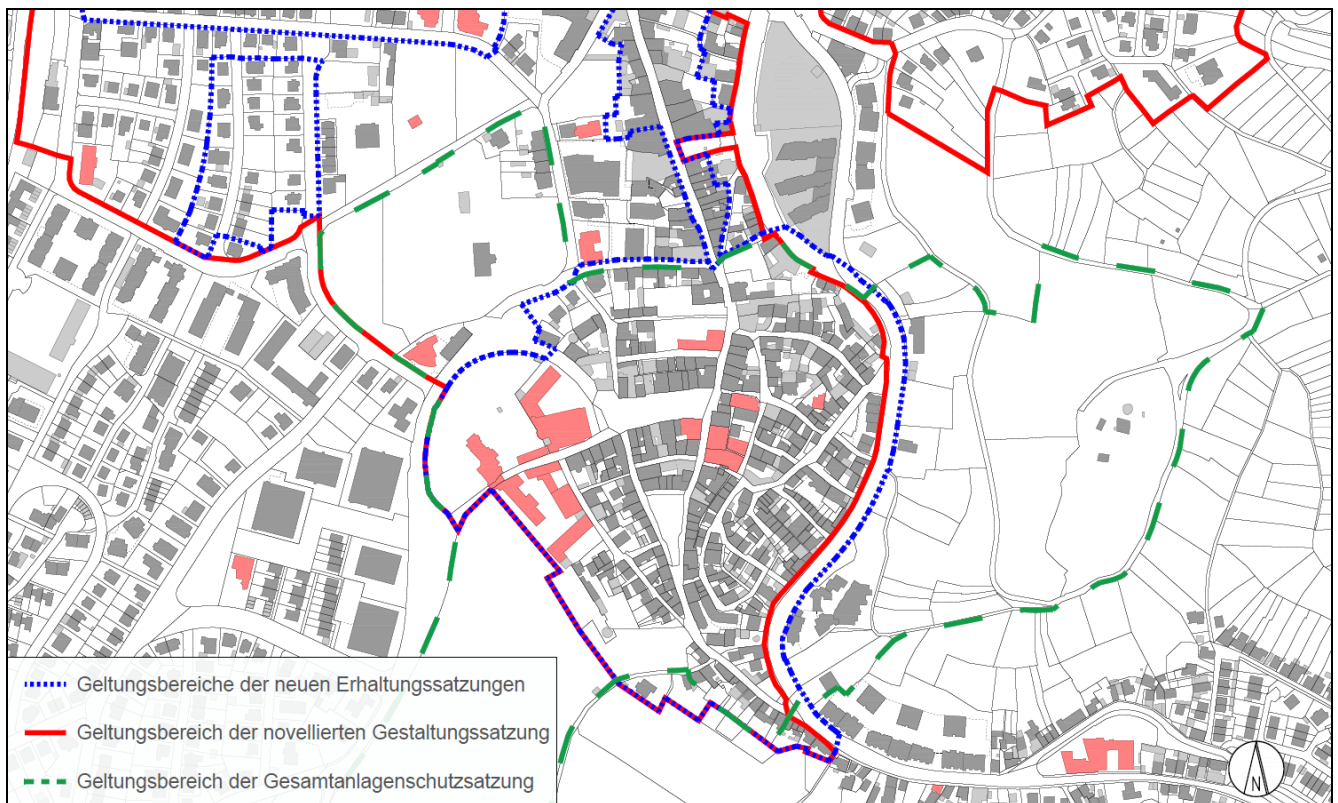 Geltungsbereiche der neuen Erhaltungssatzungen
Geltungsbereich der novellierten Gestaltungssatzung
Geltungsbereich der Gesamtanlagenschutzsatzung
N